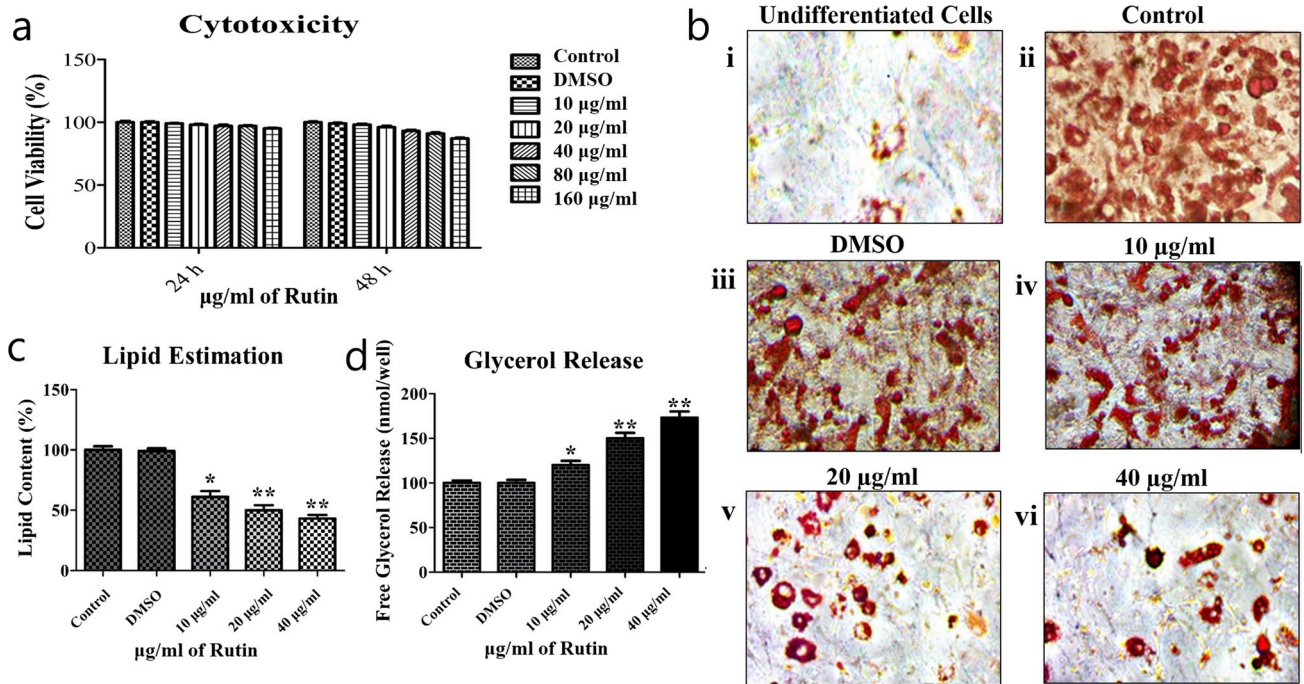 a
Cytotoxicity
Cell Viability (%)
150
100
50
0
24 h
48 h
µg/ml of Rutin
Control
DMSO
10 µg/ml
20 µg/ml
40 µg/ml
80 µg/ml
160 µg/ml
b
Undifferentiated Cells
Control
i
ii
DMSO
10 µg/ml
iii
iv
20 µg/ml
40 µg/ml
v
vi
c
Lipid Estimation
Lipid Content (%)
150
100
50
0
*
**
**
Control
DMSO
10 µg/ml
20 µg/ml
40 µg/ml
µg/ml of Rutin
d
Glycerol Release
Free Glycerol Release (nmol/well)
200
150
100
50
0
*
**
**
Control
DMSO
10 µg/ml
20 µg/ml
40 µg/ml
µg/ml of Rutin